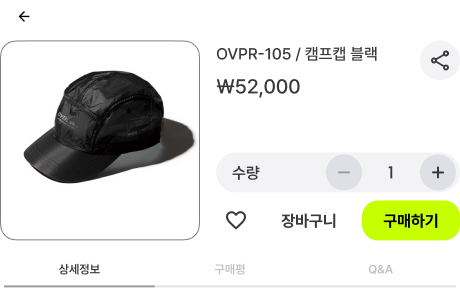 OVPR-105 / 캠프캡 블랙
₩52,000
수량
1
장바구니
구매하기
상세정보
구매평
Q&A